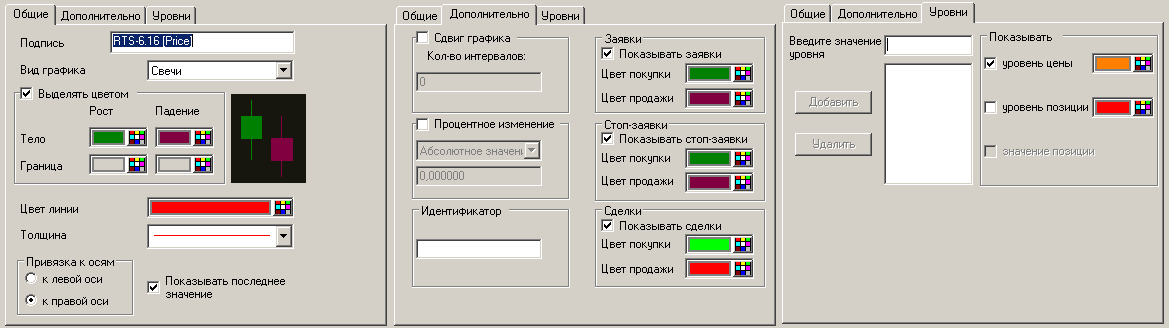 Общие Дополнительно Уровни
Подпись RTS-6.16 [Price]
Вид графика Свечи
Выделять цветом
Рост Падение
Тело
Граница
Цвет линии
Толщина
Привязка к осям
к левой оси
к правой оси
Показывать последнее
значение
Общие Дополнительно Уровни
Сдвиг графика
Кол-во интервалов:
0
Процентное изменение
Абсолютное значени
0,000000
Идентификатор
Заявки
Показывать заявки
Цвет покупки
Цвет продажи
Стоп-заявки
Показывать стоп-заявки
Цвет покупки
Цвет продажи
Сделки
Показывать сделки
Цвет покупки
Цвет продажи
Общие Дополнительно Уровни
Введите значение
уровня
Добавить
Удалить
Показывать
уровень цены
уровень позиции
значение позиции